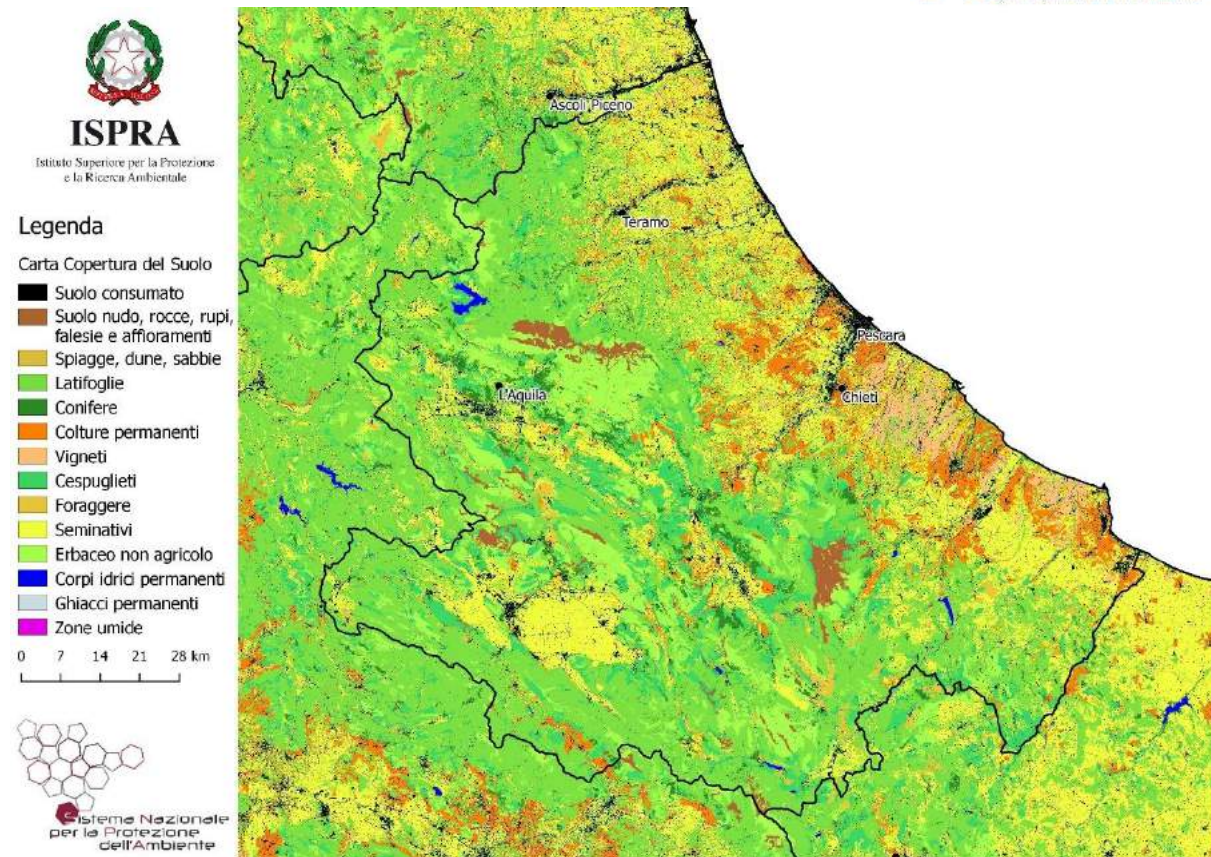 ISPRA
Istituto Superiore per la Protezione
e la Ricerca Ambientale
Legenda
Carta Copertura del Suolo
Suolo consumato
Suolo nudo, rocce, rupi,
falesie e affioramenti
Spiagge, dune, sabbie
Latifoglie
Conifere
Colture permanenti
Vigneti
Cespuglieti
Foraggere
Seminativi
Erbaceo non agricolo
Corpi idrici permanenti
Ghiacci permanenti
Zone umide
0 7 14 21 28 km
Sistema Nazionale
per la Protezione
dell'Ambiente
Ascoli Piceno
Teramo
Pescara
Chieti
L'Aquila